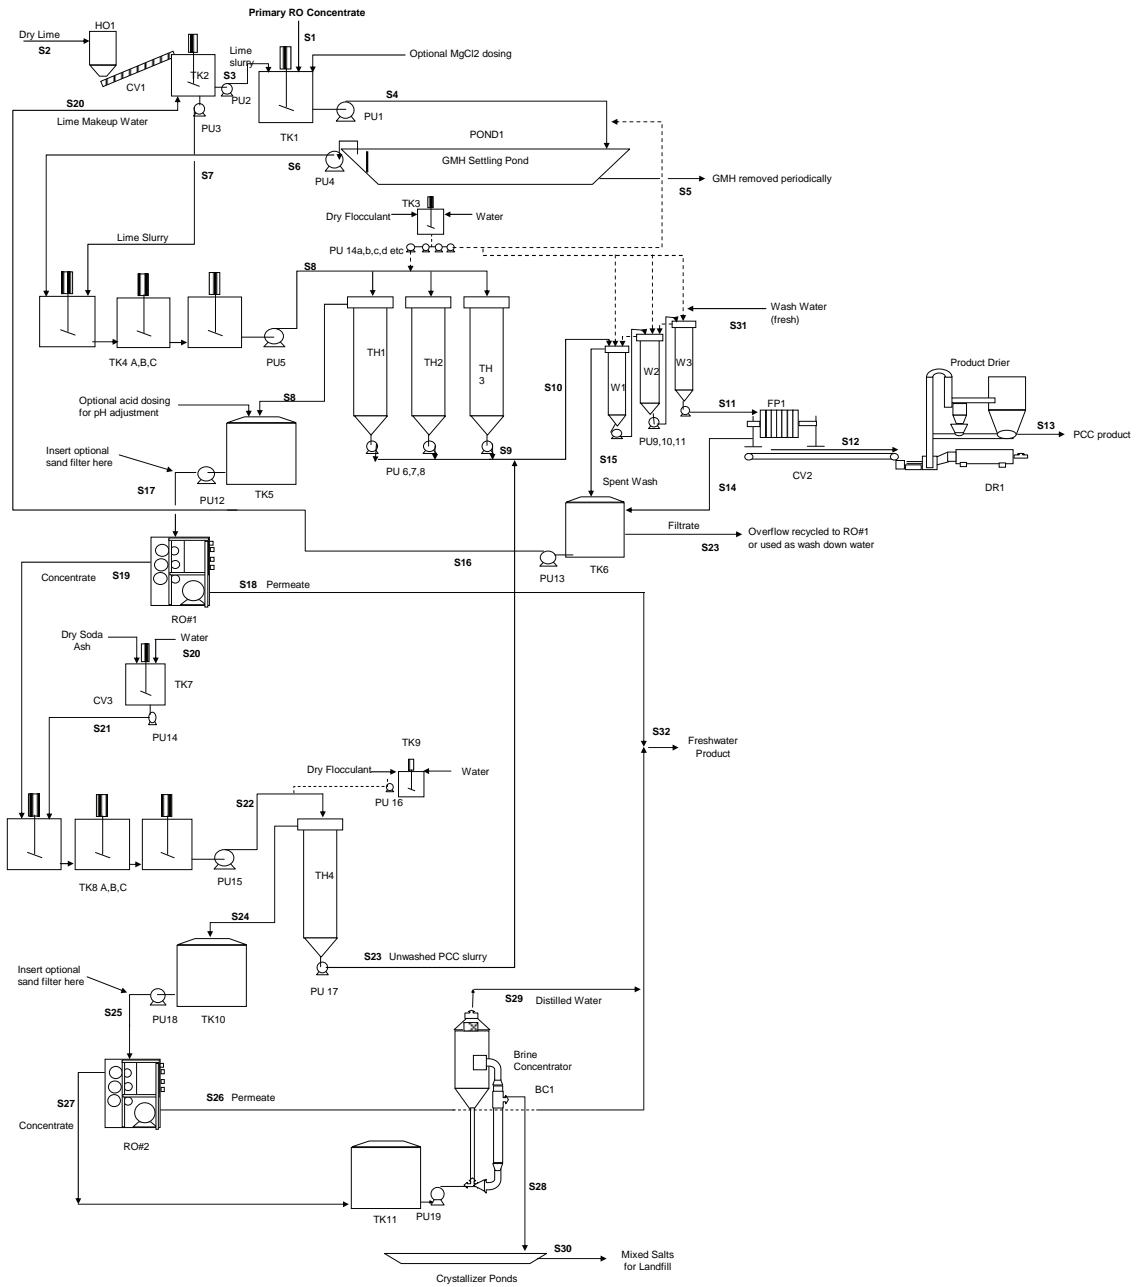 Primary RO Concentrate
HO1
Dry Lime
S2
S1
Lime
slurry
S3
TK2
CV1
PU2
Optional MgCl2 dosing
S20
Lime Makeup Water
PU3
S4
PU1
TK1
POND1
GMH Settling Pond
S6
PU4
S7
S5
GMH removed periodically
TK3
Dry Flocculant
Water
Lime Slurry
PU 14a,b,c,d etc
S8
Wash Water
(fresh)
S31
TK4 A,B,C
PU5
TH1
TH2
TH
3
S10
W1
W2
W3
Product Drier
S11
FP1
S8
Optional acid dosing
for pH adjustment
PU9,10,11
S13
PCC product
S12
Insert optional
sand filter here
S9
PU 6,7,8
S15
CV2
DR1
S17
PU12
TK5
Spent Wash
S14
Filtrate
S23
Overflow recycled to RO#1
or used as wash down water
S16
PU13
TK6
Concentrate
S19
S18 Permeate
RO#1
Dry Soda
Ash
Water
S20
TK7
CV3
S21
PU14
S32
Freshwater
Product
TK9
Dry Flocculant
Water
PU 16
S22
TK8 A,B,C
PU15
TH4
S24
S23 Unwashed PCC slurry
PU 17
Insert optional
sand filter here
S25
PU18
TK10
S29
Distilled Water
Brine
Concentrator
BC1
S27
Concentrate
S26 Permeate
RO#2
S28
TK11
PU19
S30
Mixed Salts
for Landfill
Crystallizer Ponds